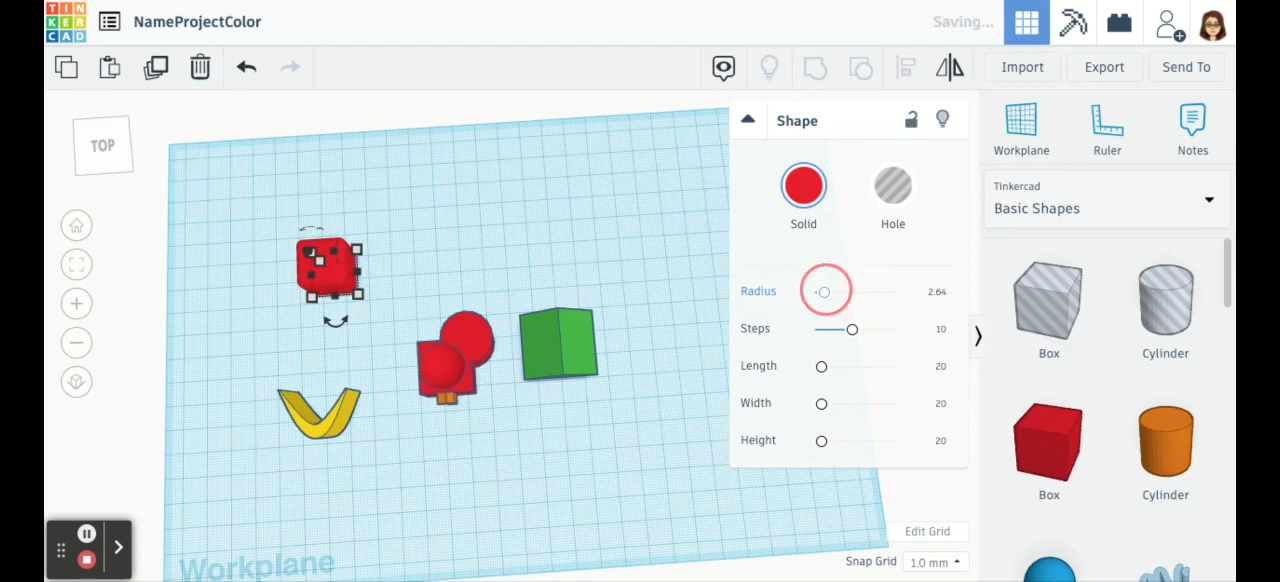 TIN
KER
CAD
NameProjectColor
Saving...
Import
Export
Send To
TOP
Shape
Solid
Hole
Radius
2.64
Steps
10
Length
20
Width
20
Height
20
Workplane
Ruler
Notes
Tinkercad
Basic Shapes
Box
Cylinder
Box
Cylinder
Workplane
Edit Grid
Snap Grid
1.0 mm